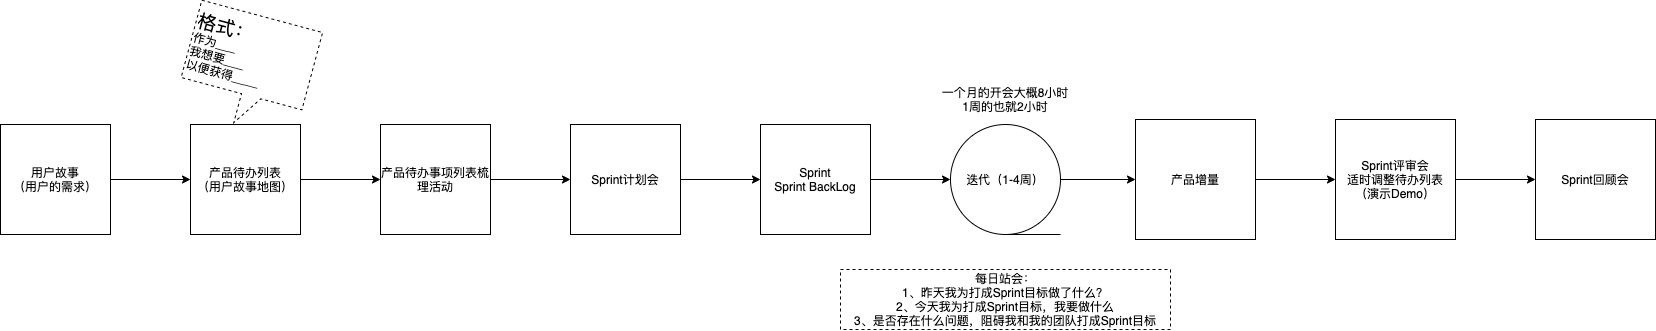 格式：
作为___
我想要___
以便获得____
一个月的开会大概8小时
1周的也就2小时
用户故事
（用户的需求）
产品待办列表
（用户故事地图）
产品待办事项列表梳
理活动
Sprint计划会
Sprint
Sprint BackLog
迭代（1-4周）
产品增量
Sprint评审会
适时调整待办列表
（演示Demo）
Sprint回顾会
每日站会：
1、昨天我为打成Sprint目标做了什么？
2、今天我为打成Sprint目标，我要做什么
3、是否存在什么问题，阻碍我和我的团队打成Sprint目标